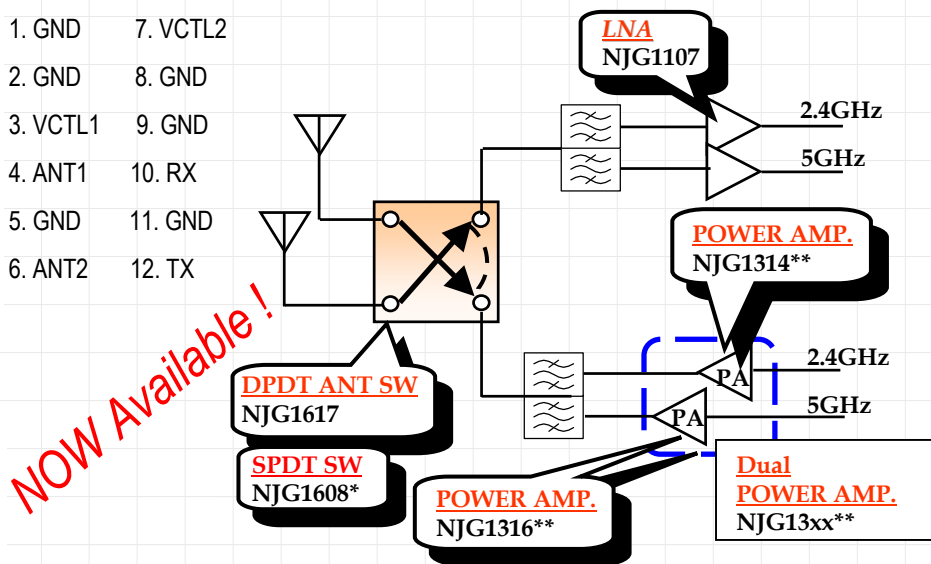 1. GND 7. VCTL2
2. GND 8. GND
3. VCTL1 9. GND
4. ANT1 10. RX
5. GND 11. GND
6. ANT2 12. TX
NOW Available !
LNA
NJG1107
2.4GHz
5GHz
POWER AMP.
NJG1314**
DPDT ANT SW
NJG1617
SPDT SW
NJG1608*
PA
2.4GHz
PA
5GHz
POWER AMP.
NJG1316**
Dual
POWER AMP.
NJG13xx**